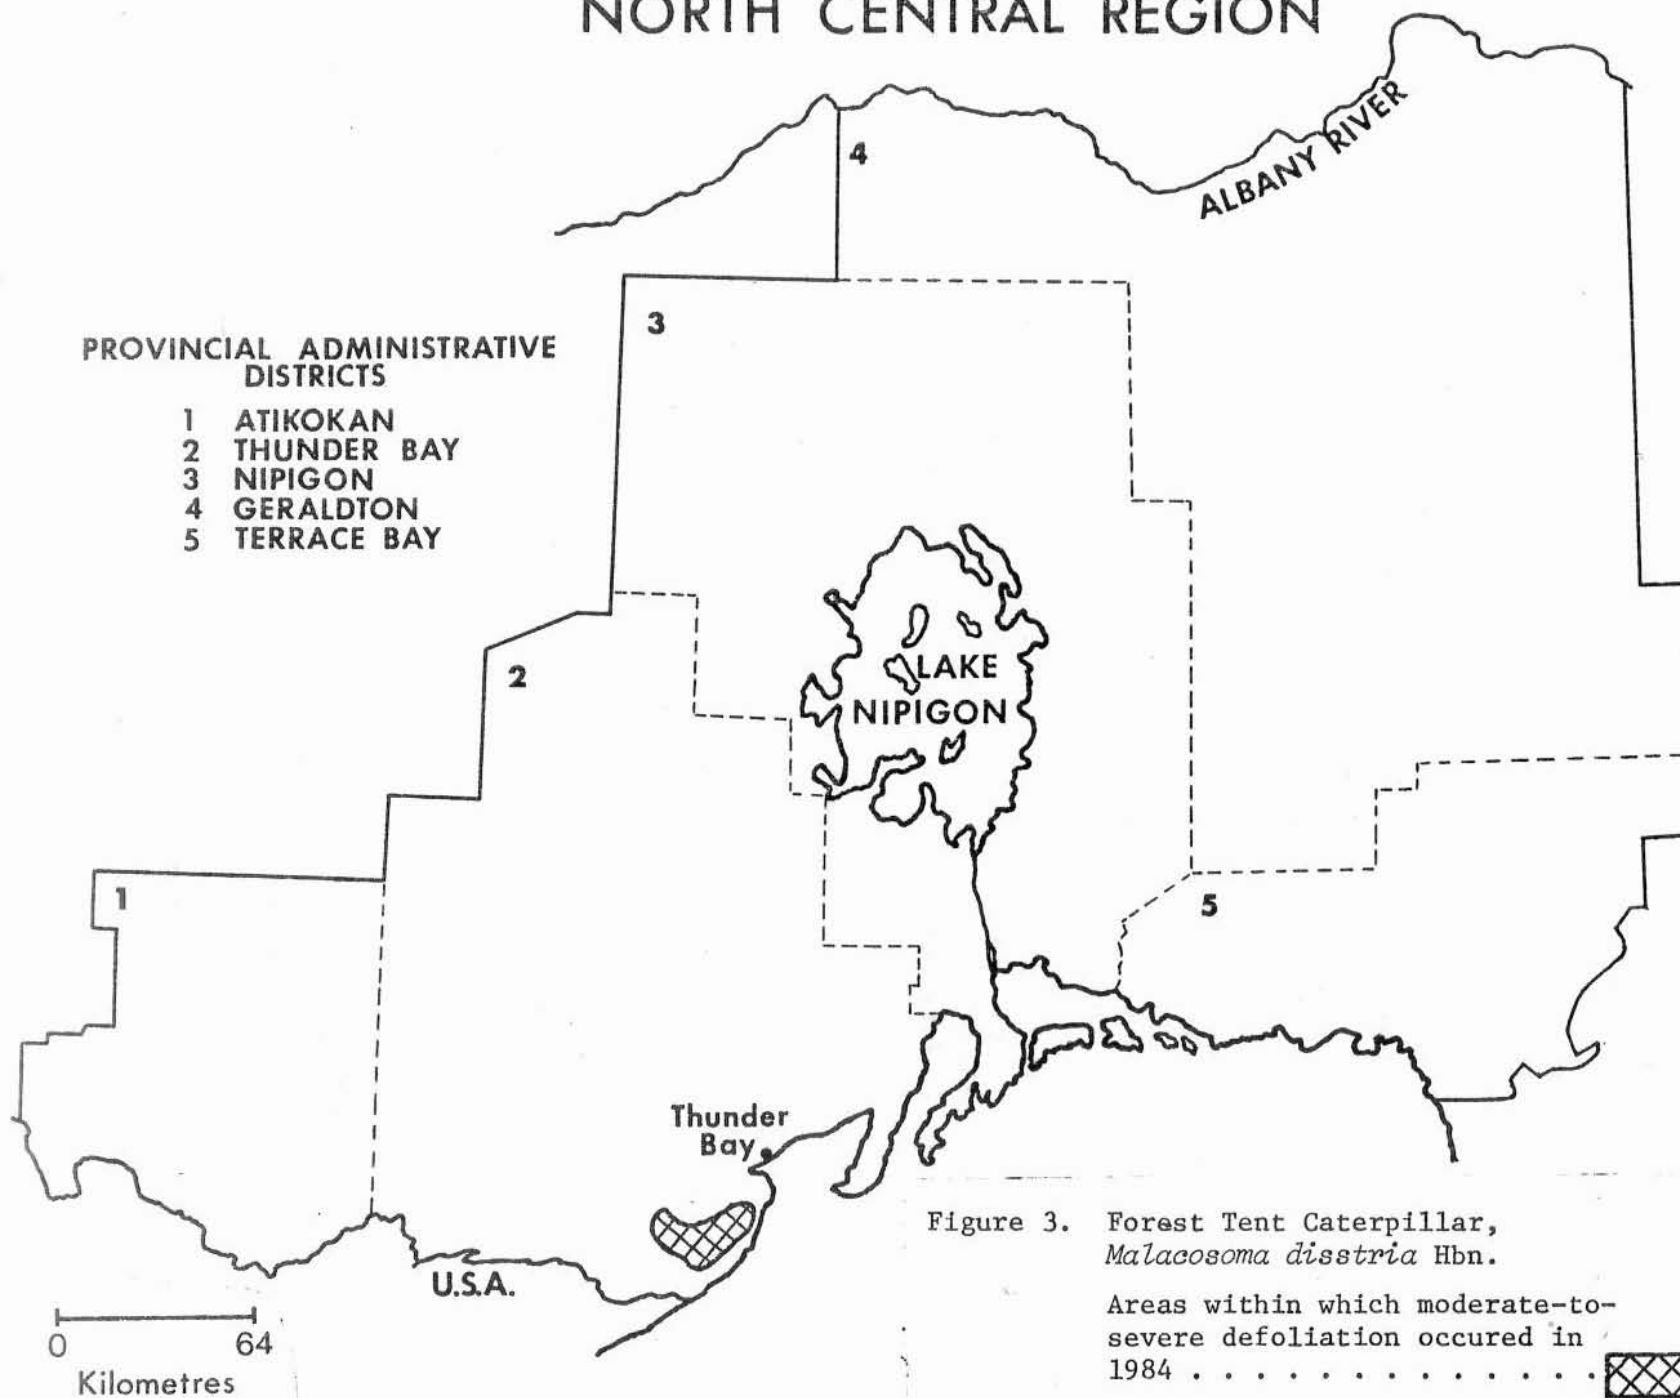 NORTH CENTRAL REGION
4
ALBANY RIVER
3
PROVINCIAL ADMINISTRATIVE
DISTRICTS
1 ATIKOKAN
2 THUNDER BAY
3 NIPIGON
4 GERALDTON
5 TERRACE BAY
2
LAKE
NIPIGON
1
5
Thunder
Bay
U.S.A.
0 64
Kilometres
Figure 3. Forest Tent Caterpillar,
Malacosoma disstria Hbn.
Areas within which moderate-to-
severe defoliation occured in
1984 . . . . . . . . . . . . . .